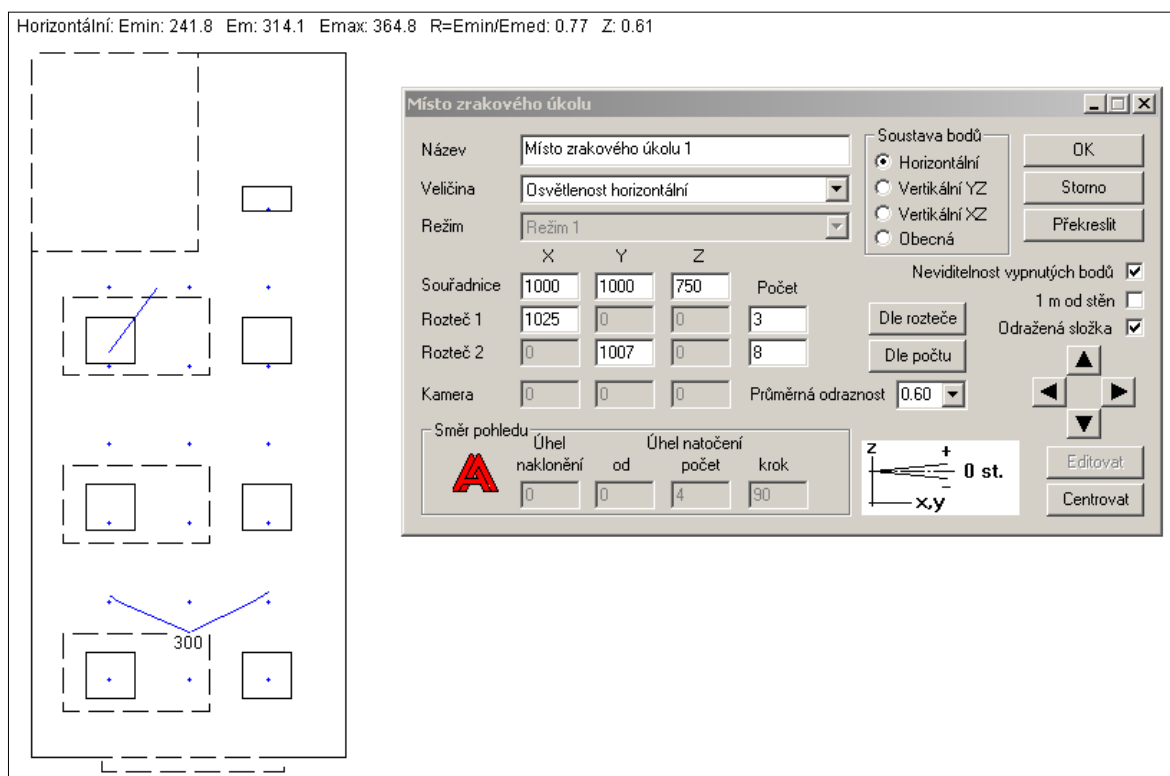 Horizontální: Emin: 241.8 Em: 314.1 Emax: 364.8 R=Emin/Emed: 0.77 Z: 0.61
300
Místo zrakového úkolu
Název Místo zrakového úkolu 1
Veličina Osvětlenost horizontální
Režim Režim 1
Soustava bodů
Horizontální
Vertikální YZ
Vertikální XZ
Obecná
OK
Storno
Překreslit
X Y Z
Souřadnice 1000 1000 750 Počet
Rozteč 1 1025 0 0 3
Rozteč 2 0 1007 0 8
Kamera 0 0 0
Dle rozteče
Dle počtu
Průměrná odraznost 0.60
Neviditelnost vypnutých bodů
1 m od stěn
Odražená složka
Směr pohledu
Úhel Úhel natočení
naklonění od počet krok
0 0 4 90
z + 0 st.
–
x,y
Editovat
Centrovat